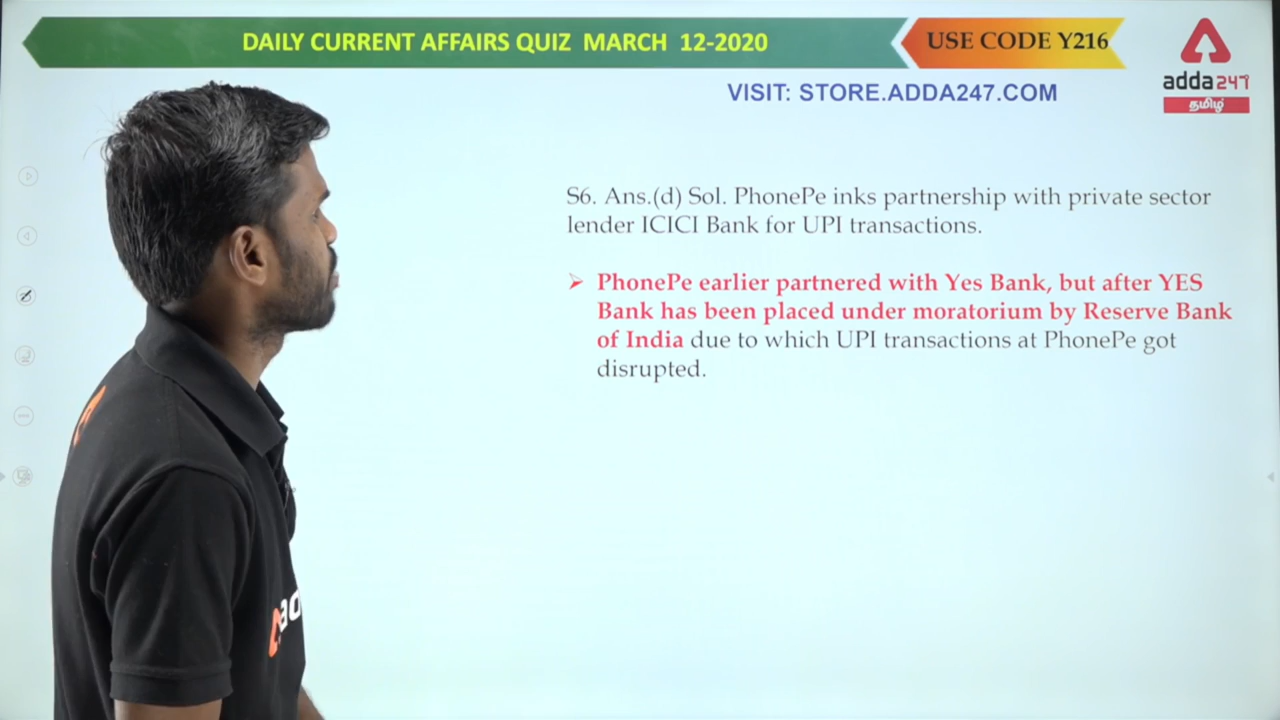 DAILY CURRENT AFFAIRS QUIZ MARCH 12-2020
USE CODE Y216
adda 247
தமிழ்
VISIT: STORE.ADDA247.COM
S6. Ans.(d) Sol. PhonePe inks partnership with private sector
lender ICICI Bank for UPI transactions.
➢ PhonePe earlier partnered with Yes Bank, but after YES
Bank has been placed under moratorium by Reserve Bank
of India due to which UPI transactions at PhonePe got
disrupted.